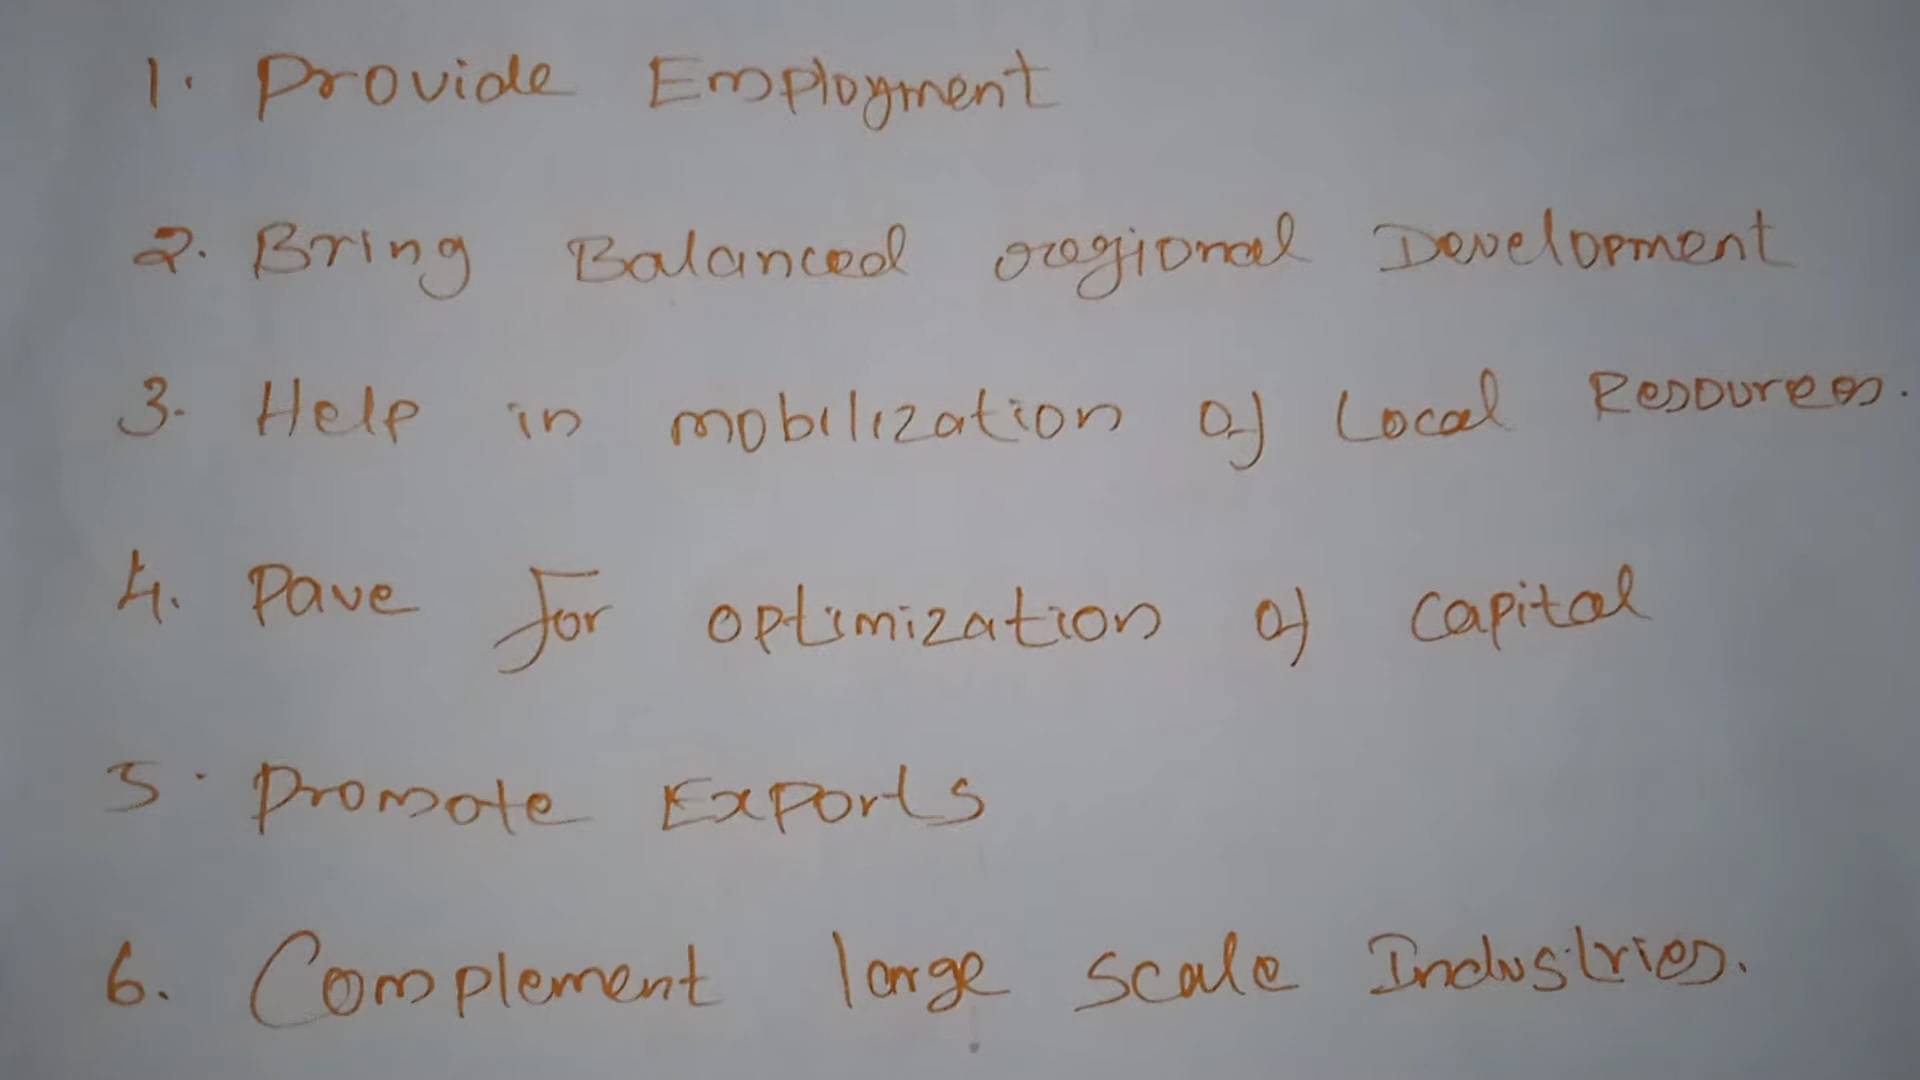 1. Provide Employment
2. Bring Balanced regional Development
3. Help in mobilization of Local Resources.
4. Pave for optimization of capital
5. Promote Exports
6. Complement large scale Industries.